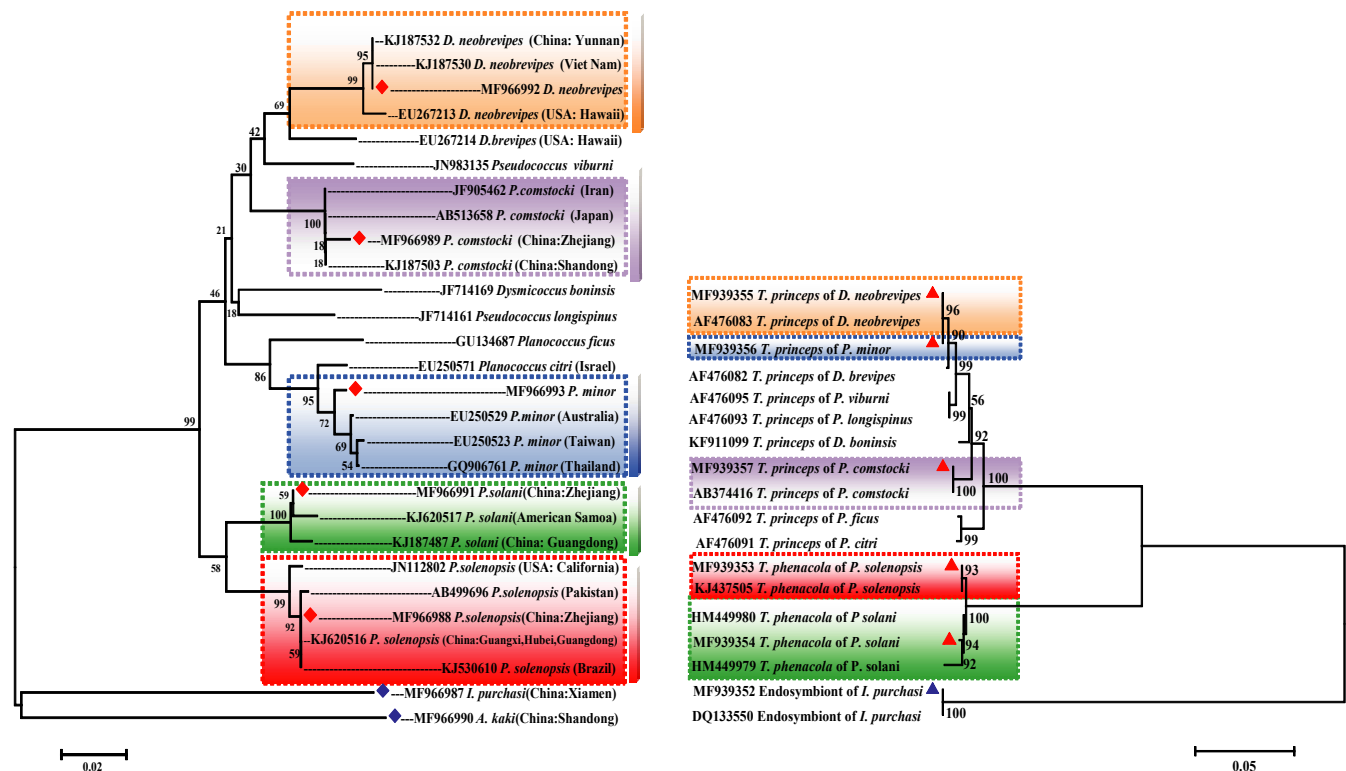 KJ187532 D. neobrevipes (China: Yunnan)
95
KJ187530 D. neobrevipes (Viet Nam)
99
MF966992 D. neobrevipes
69
EU267213 D. neobrevipes (USA: Hawaii)
42
EU267214 D.brevipes (USA: Hawaii)
30
JN983135 Pseudococcus viburni
JF905462 P.comstocki (Iran)
AB513658 P. comstocki (Japan)
100
21
MF966989 P. comstocki (China:Zhejiang)
18
18
KJ187503 P. comstocki (China:Shandong)
JF714169 Dysmicoccus boninsis
46
18
JF714161 Pseudococcus longispinus
GU134687 Planococcus ficus
EU250571 Planococcus citri (Israel)
86
MF966993 P. minor
95
EU250529 P.minor (Australia)
72
99
EU250523 P. minor (Taiwan)
69
54
GQ906761 P. minor (Thailand)
59
MF966991 P.solani(China:Zhejiang)
100
KJ620517 P. solani(American Samoa)
KJ187487 P. solani (China: Guangdong)
58
JN112802 P.solenopsis (USA: California)
AB499696 P.solenopsis (Pakistan)
99
92
MF966988 P.solenopsis(China:Zhejiang)
KJ620516 P. solenopsis (China:Guangxi,Hubei,Guangdong)
59
KJ530610 P. solenopsis (Brazil)
MF966987 I. purchasi(China:Xiamen)
MF966990 A. kaki(China:Shandong)
0.02
MF939355 T. princeps of D. neobrevipes
96
AF476083 T. princeps of D. neobrevipes
90
MF939356 T. princeps of P. minor
99
AF476082 T. princeps of D. brevipes
AF476095 T. princeps of P. viburni
56
99
AF476093 T. princeps of P. longispinus
92
KF911099 T. princeps of D. boninsis
MF939357 T. princeps of P. comstocki
100
100
AB374416 T. princeps of P. comstocki
AF476092 T. princeps of P. ficus
99
AF476091 T. princeps of P. citri
MF939353 T. phenacola of P. solenopsis
93
KJ437505 T. phenacola of P. solenopsis
HM449980 T. phenacola of P solani
100
MF939354 T. phenacola of P. solani
94
92
HM449979 T. phenacola of P. solani
MF939352 Endosymbiont of I. purchasi
100
DQ133550 Endosymbiont of I. purchasi
0.05